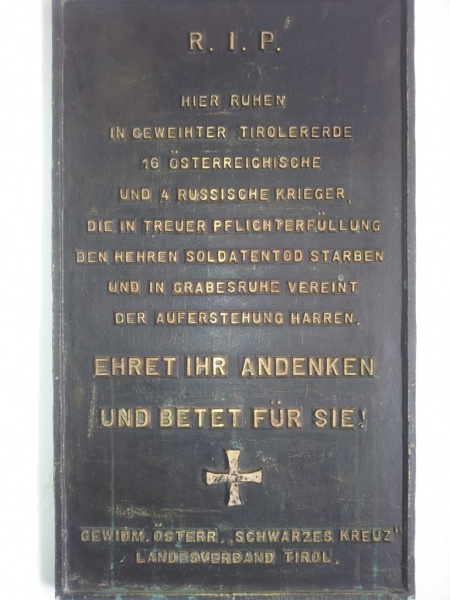 R. I. P.
HIER RUHEN
IN GEWEIHTER TIROLERERDE
16 ÖSTERREICHISCHE
UND 4 RUSSISCHE KRIEGER,
DIE IN TREUER PFLICHTERFÜLLUNG
DEN HEHREN SOLDATENTOD STARBEN
UND IN GRABESRUHE VEREINT
DER AUFERSTEHUNG HARREN.
EHRET IHR ANDENKEN
UND BETET FÜR SIE!
GEWIDM. ÖSTERR. „SCHWARZES KREUZ"
LANDESVERBAND TIROL.